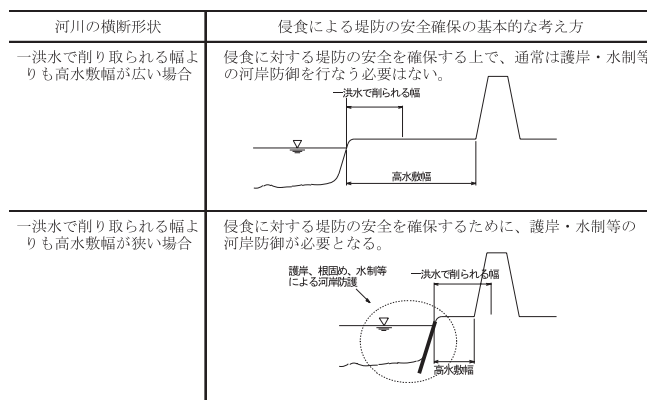 河川の横断形状
侵食による堤防の安全確保の基本的な考え方
一洪水で削り取られる幅よ
りも高水敷幅が広い場合
侵食に対する堤防の安全を確保する上で、通常は護岸・水制等
の河岸防御を行なう必要はない。
一洪水で削られる幅
高水敷幅
一洪水で削り取られる幅よ
りも高水敷幅が狭い場合
侵食に対する堤防の安全を確保するために、護岸・水制等の
河岸防御が必要となる。
護岸、根固め、水制等
による河岸防護
一洪水で削られる幅
高水敷幅